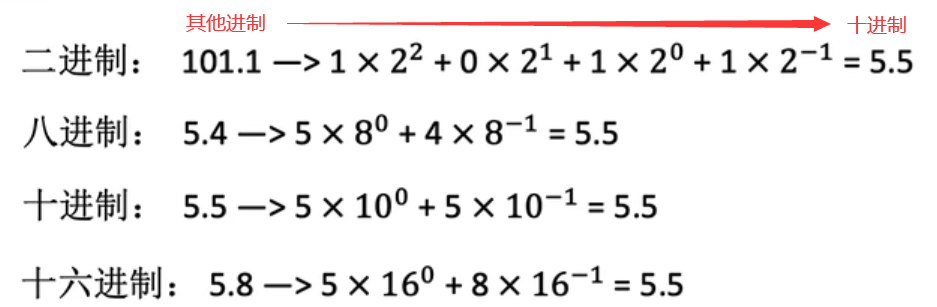 其他进制 十进制
二进制： 101.1 —> 1 × 2² + 0 × 2¹ + 1 × 2⁰ + 1 × 2⁻¹ = 5.5
八进制： 5.4 —> 5 × 8⁰ + 4 × 8⁻¹ = 5.5
十进制： 5.5 —> 5 × 10⁰ + 5 × 10⁻¹ = 5.5
十六进制： 5.8 —> 5 × 16⁰ + 8 × 16⁻¹ = 5.5